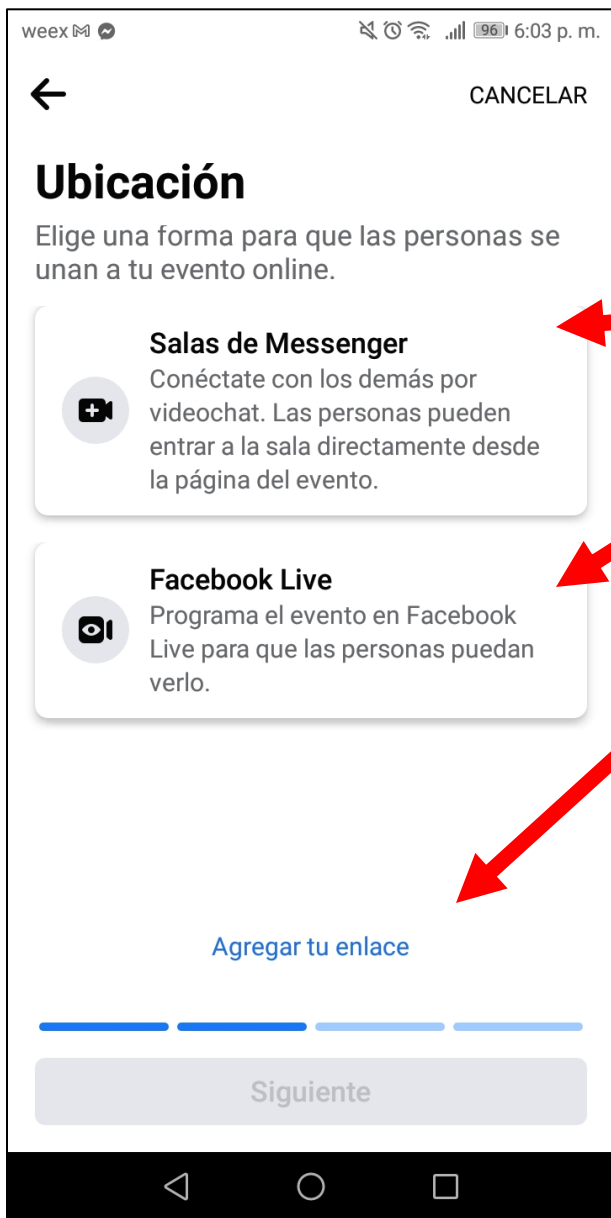 weex 96 6:03 p. m.
CANCELAR
Ubicación
Elige una forma para que las personas se
unan a tu evento online.
Salas de Messenger
Conéctate con los demás por
videochat. Las personas pueden
entrar a la sala directamente desde
la página del evento.
Facebook Live
Programa el evento en Facebook
Live para que las personas puedan
verlo.
Agregar tu enlace
Siguiente